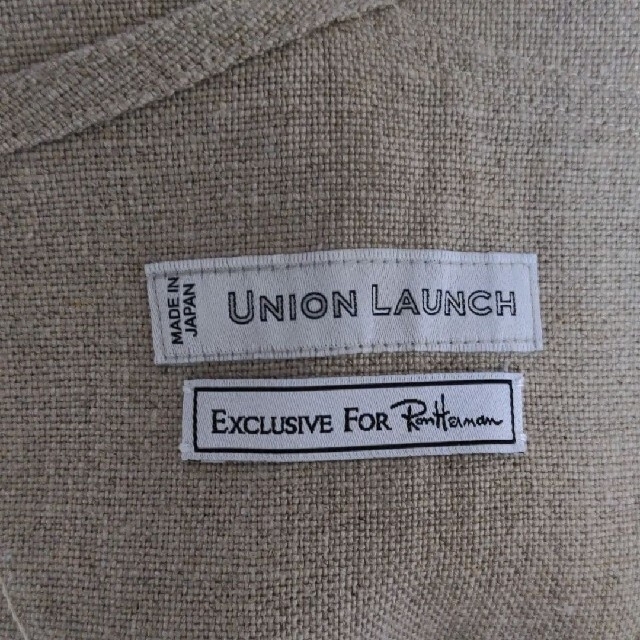 MADE IN
JAPAN
UNION LAUNCH
EXCLUSIVE FOR RonHerman